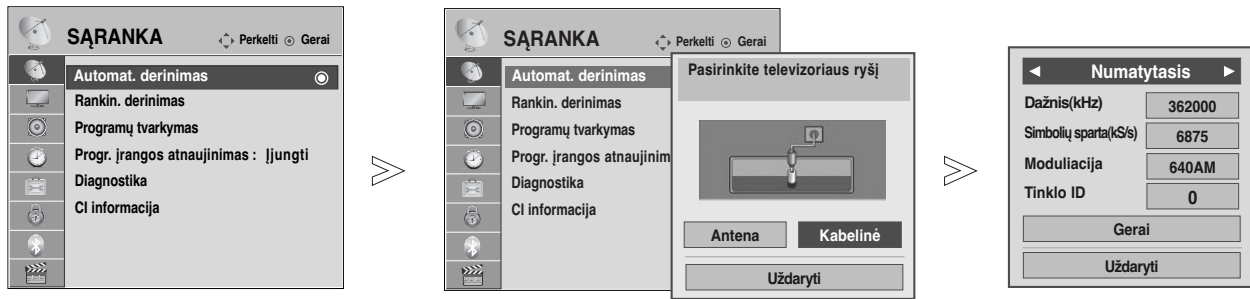 SĄRANKA
Perkelti Gerai
Automat. derinimas
Rankin. derinimas
Programų tvarkymas
Progr. įrangos atnaujinimas : Įjungti
Diagnostika
CI informacija
SĄRANKA
Perkelti Gerai
Automat. derinimas
Rankin. derinimas
Programų tvarkymas
Progr. įrangos atnaujinim
Diagnostika
CI informacija
Pasirinkite televizoriaus ryšį
Antena Kabelinė
Uždaryti
Numatytasis
Dažnis(kHz) 362000
Simbolių sparta(kS/s) 6875
Moduliacija 640AM
Tinklo ID 0
Gerai
Uždaryti